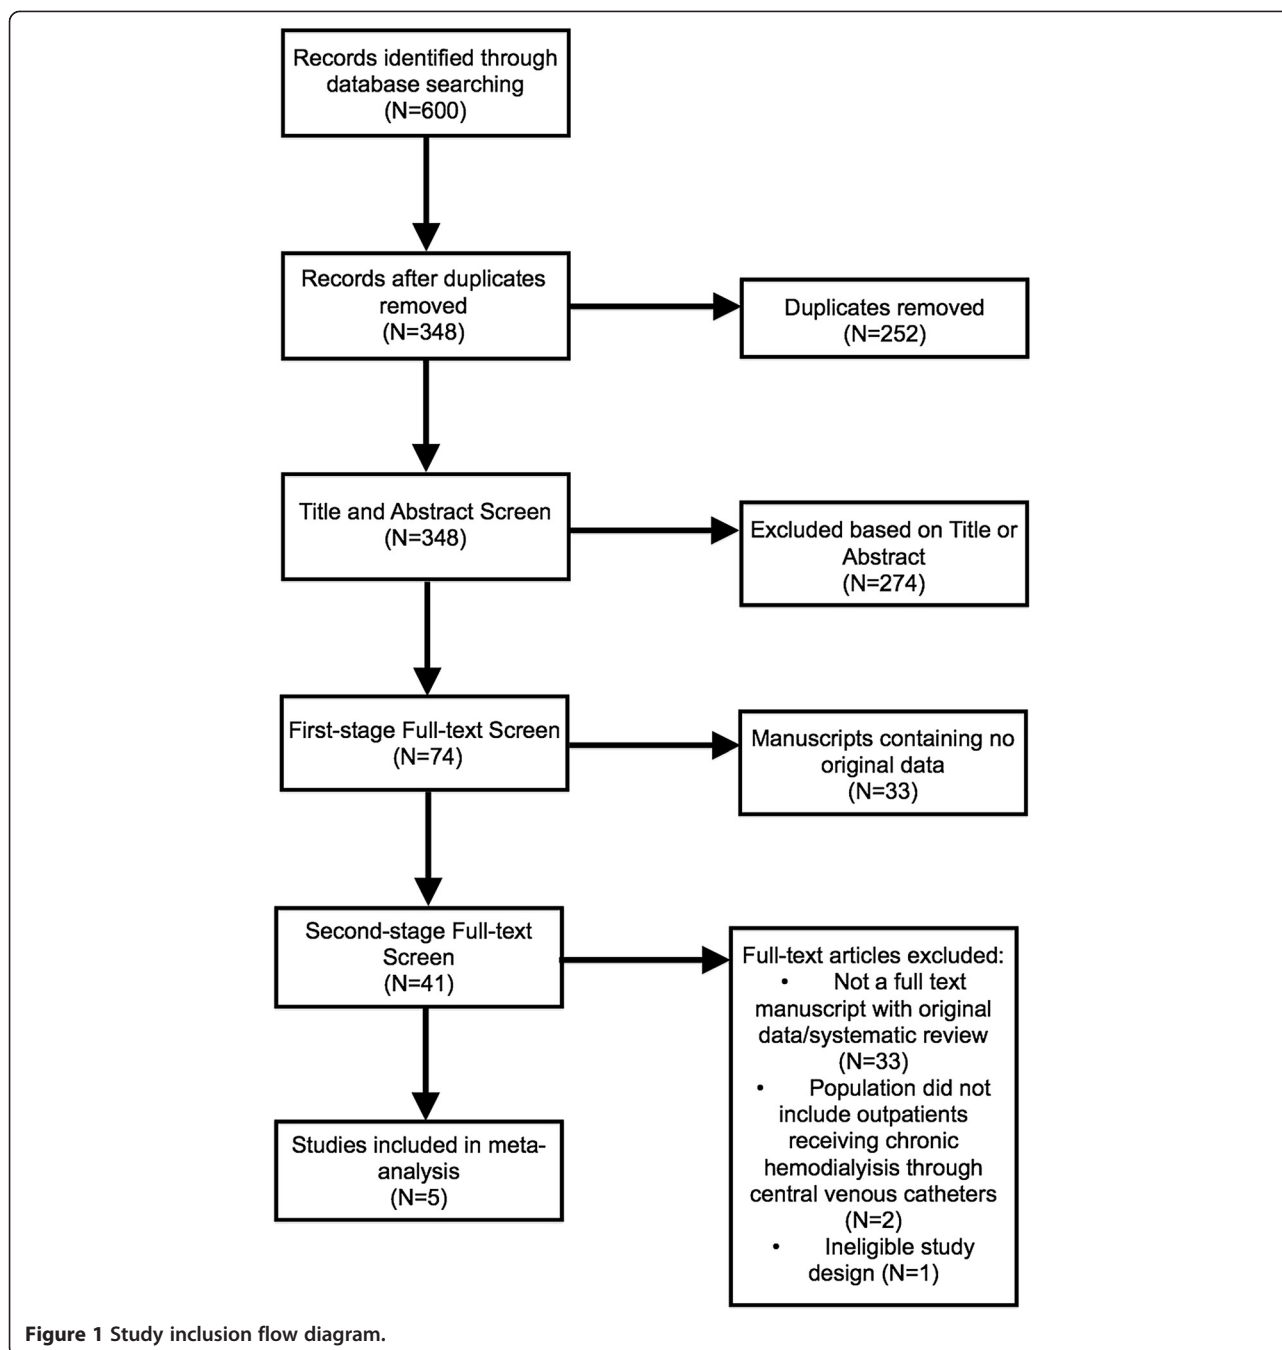 Records identified through
database searching
(N=600)
Records after duplicates
removed
(N=348)
Duplicates removed
(N=252)
Title and Abstract Screen
(N=348)
Excluded based on Title or
Abstract
(N=274)
First-stage Full-text Screen
(N=74)
Manuscripts containing no
original data
(N=33)
Second-stage Full-text
Screen
(N=41)
Full-text articles excluded:
• Not a full text
manuscript with original
data/systematic review
(N=33)
• Population did not
include outpatients
receiving chronic
hemodialyisis through
central venous catheters
(N=2)
• Ineligible study
design (N=1)
Studies included in meta-
analysis
(N=5)
Figure 1 Study inclusion flow diagram.